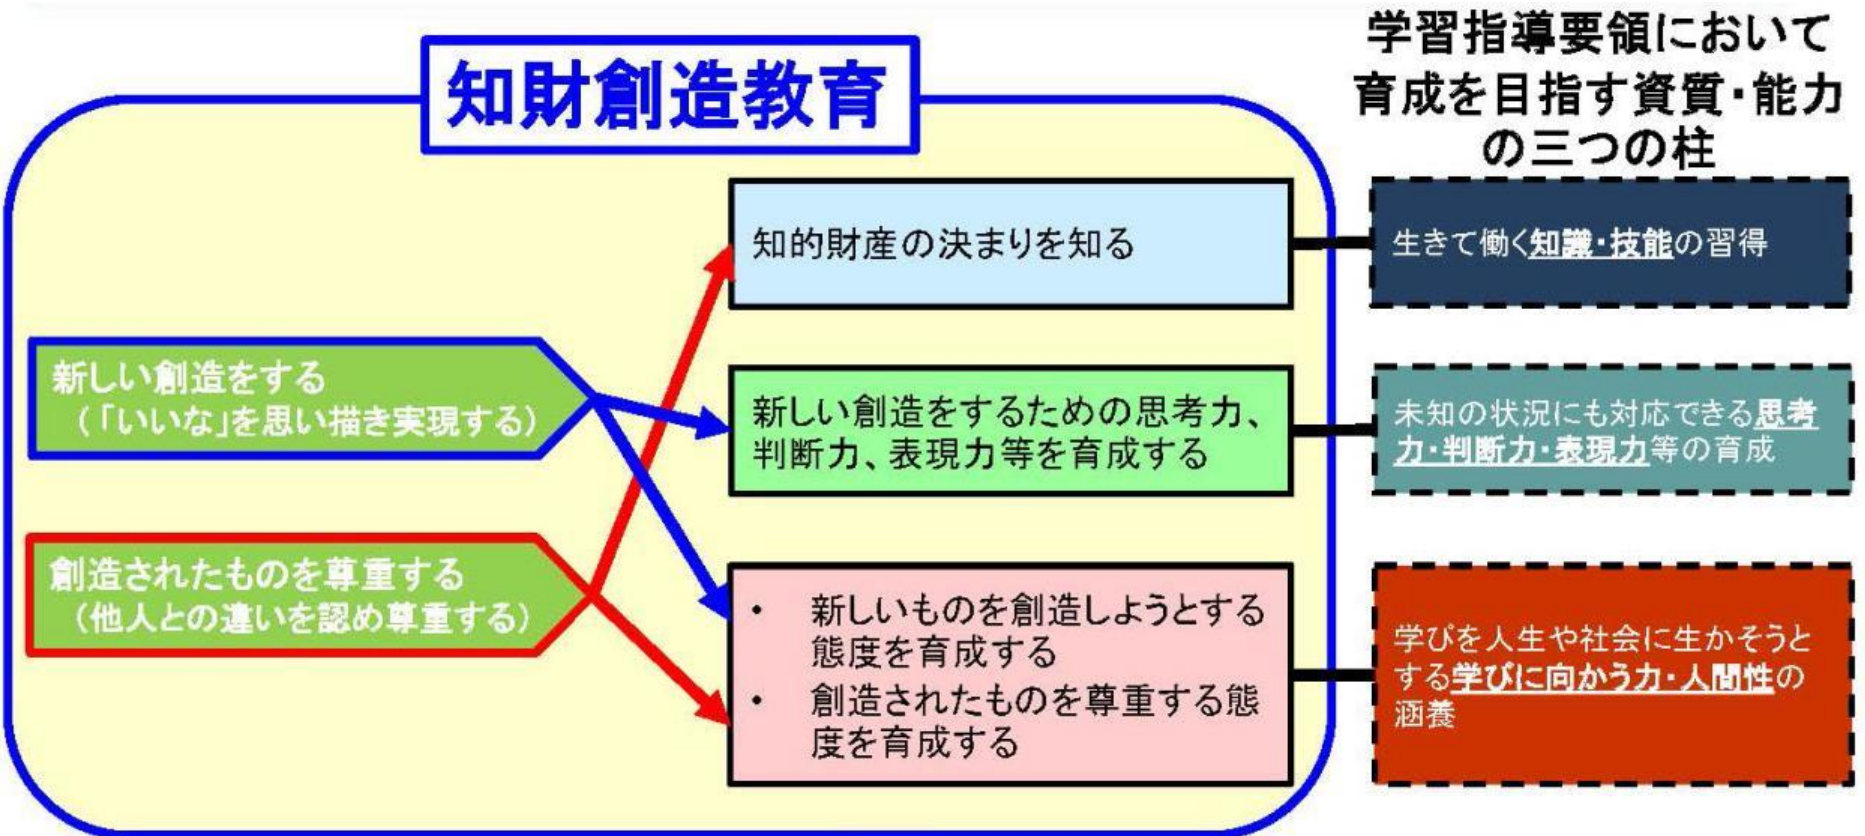 学習指導要領において
育成を目指す資質・能力
の三つの柱
知財創造教育
知的財産の決まりを知る
生きて働く知識・技能の習得
新しい創造をする
(「いいな」を思い描き実現する)
新しい創造をするための思考力、
判断力、表現力等を育成する
未知の状況にも対応できる思考
力・判断力・表現力等の育成
創造されたものを尊重する
(他人との違いを認め尊重する)
・ 新しいものを創造しようとする
態度を育成する
・ 創造されたものを尊重する態
度を育成する
学びを人生や社会に生かそうと
する学びに向かう力・人間性の
涵養